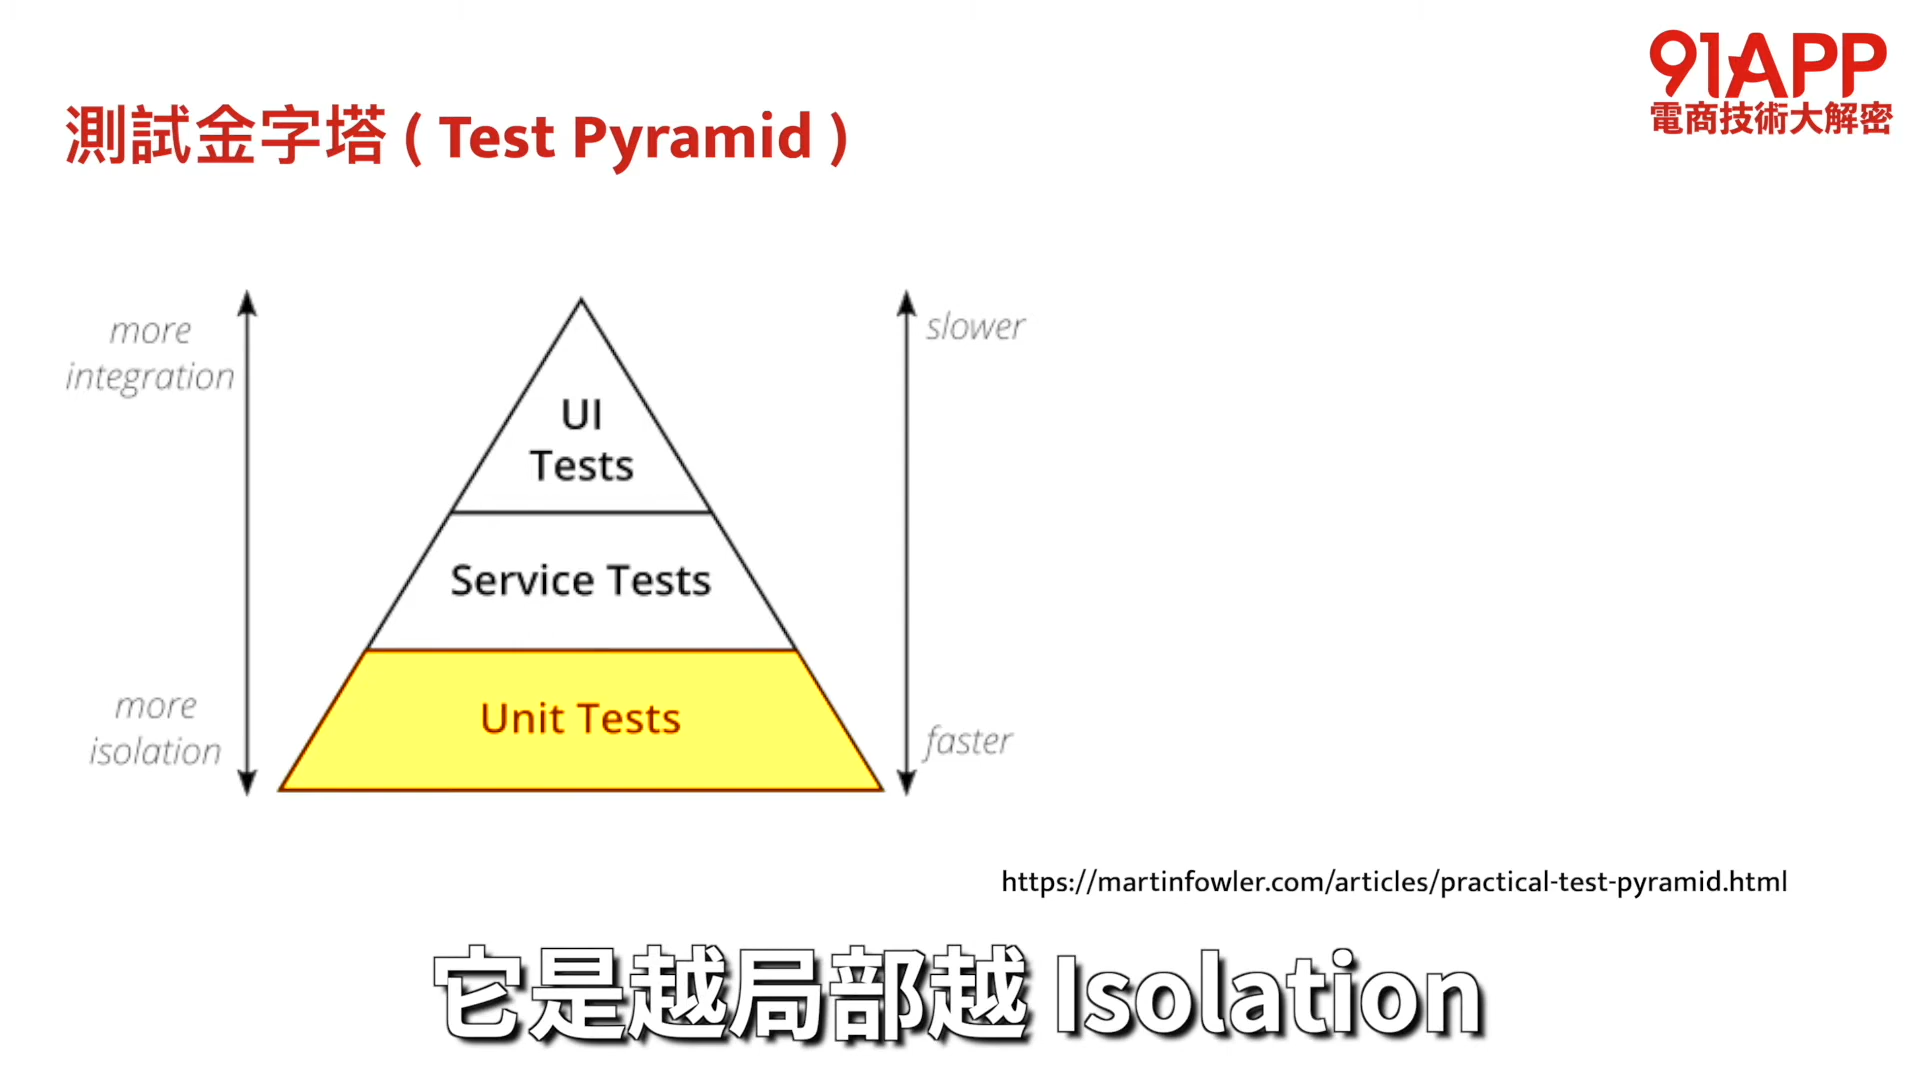 91APP
電商技術大解密
測試金字塔 ( Test Pyramid )
more
integration
slower
UI
Tests
Service Tests
Unit Tests
more
isolation
faster
https://martinfowler.com/articles/practical-test-pyramid.html
它是越局部越 Isolation